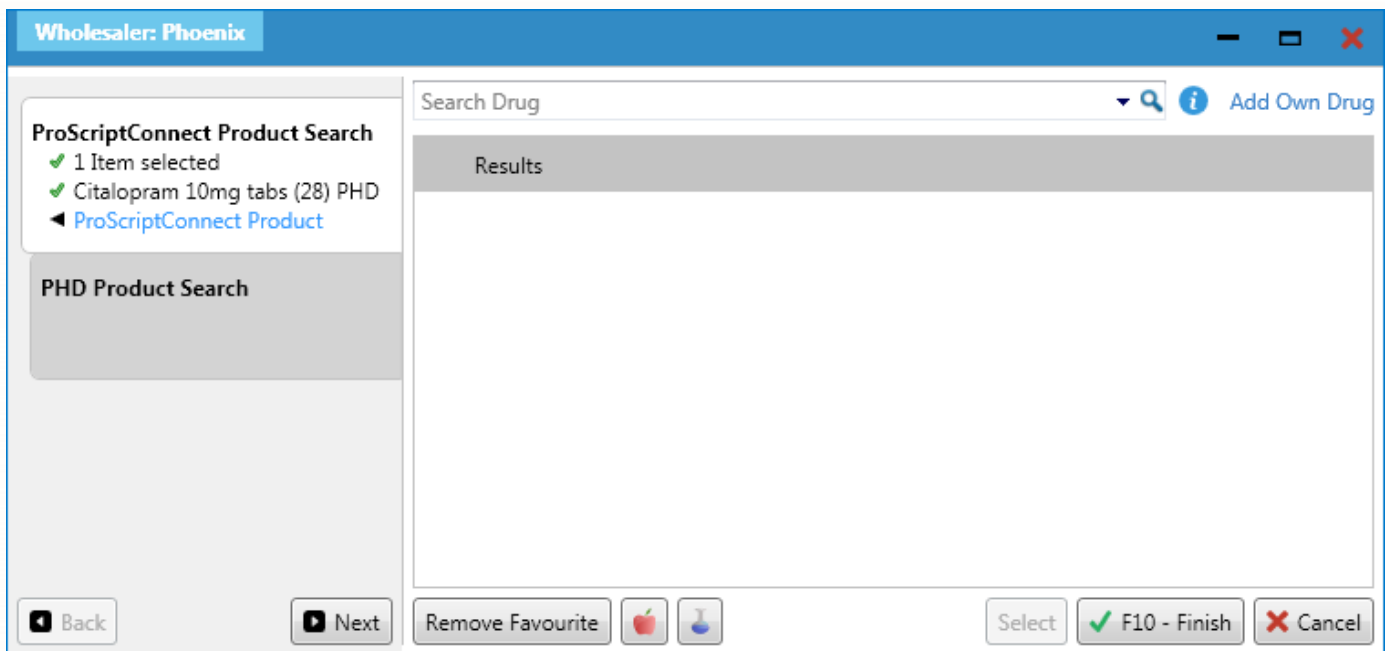 Wholesaler: Phoenix
Search Drug
Add Own Drug
ProScriptConnect Product Search
1 Item selected
Citalopram 10mg tabs (28) PHD
ProScriptConnect Product
Results
PHD Product Search
Back
Next
Remove Favourite
Select
F10 - Finish
Cancel